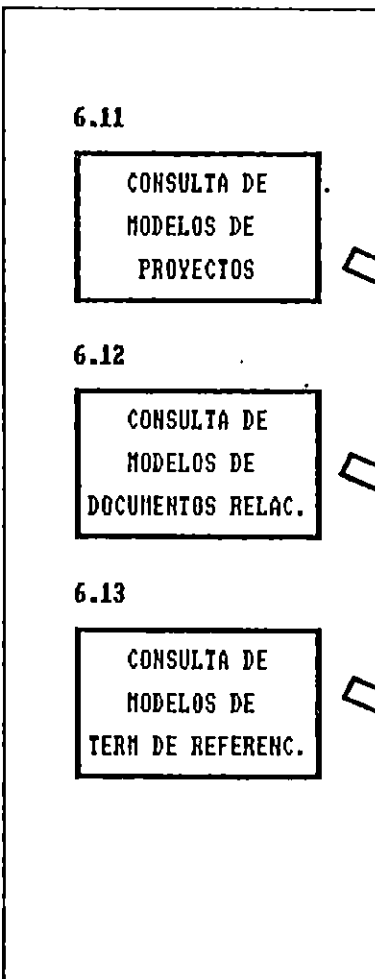 6.11
CONSULTA DE
MODELOS DE
PROYECTOS
6.12
CONSULTA DE
MODELOS DE
DOCUMENTOS RELAC.
6.13
CONSULTA DE
MODELOS DE
TERM DE REFERENC.